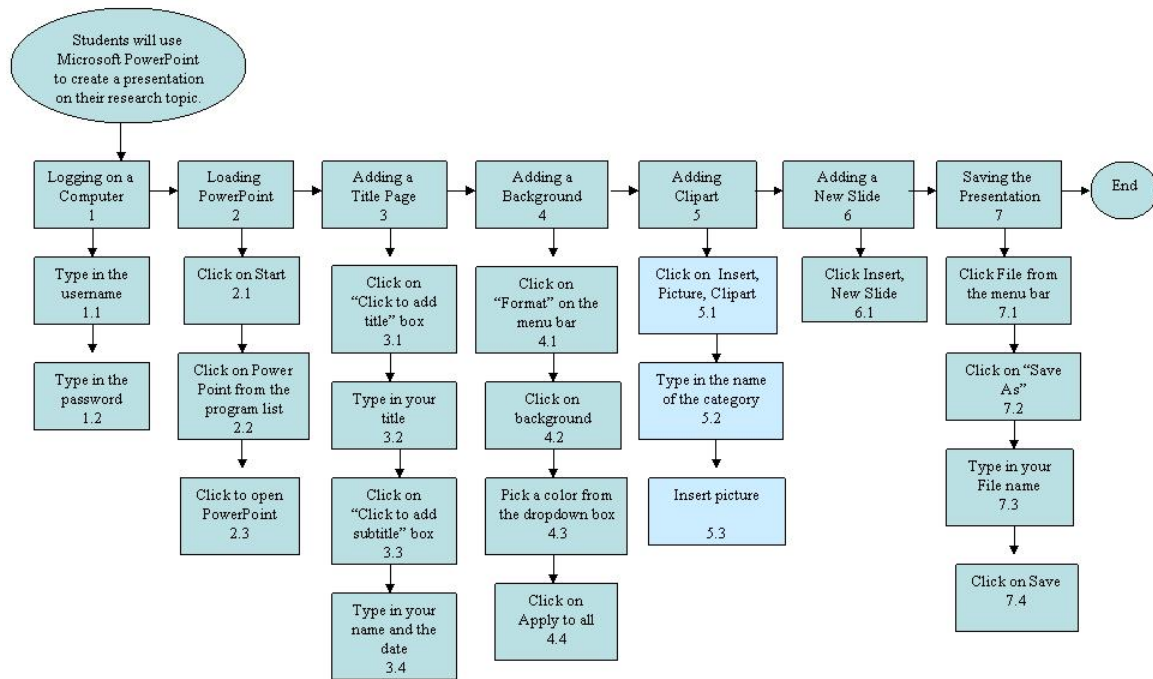 Students will use
Microsoft PowerPoint
to create a presentation
on their research topic.
Logging on a
Computer
1
Loading
PowerPoint
2
Adding a
Title Page
3
Adding a
Background
4
Adding
Clipart
5
Adding a
New Slide
6
Saving the
Presentation
7
End
Type in the
username
1.1
Type in the
password
1.2
Click on Start
2.1
Click on Power
Point from the
program list
2.2
Click to open
PowerPoint
2.3
Click on
“Click to add
title” box
3.1
Type in your
title
3.2
Click on
“Click to add
subtitle” box
3.3
Type in your
name and the
date
3.4
Click on
“Format” on the
menu bar
4.1
Click on
background
4.2
Pick a color from
the dropdown box
4.3
Click on
Apply to all
4.4
Click on Insert,
Picture, Clipart
5.1
Type in the name
of the category
5.2
Insert picture
5.3
Click Insert,
New Slide
6.1
Click File from
the menu bar
7.1
Click on “Save
As”
7.2
Type in your
File name
7.3
Click on Save
7.4